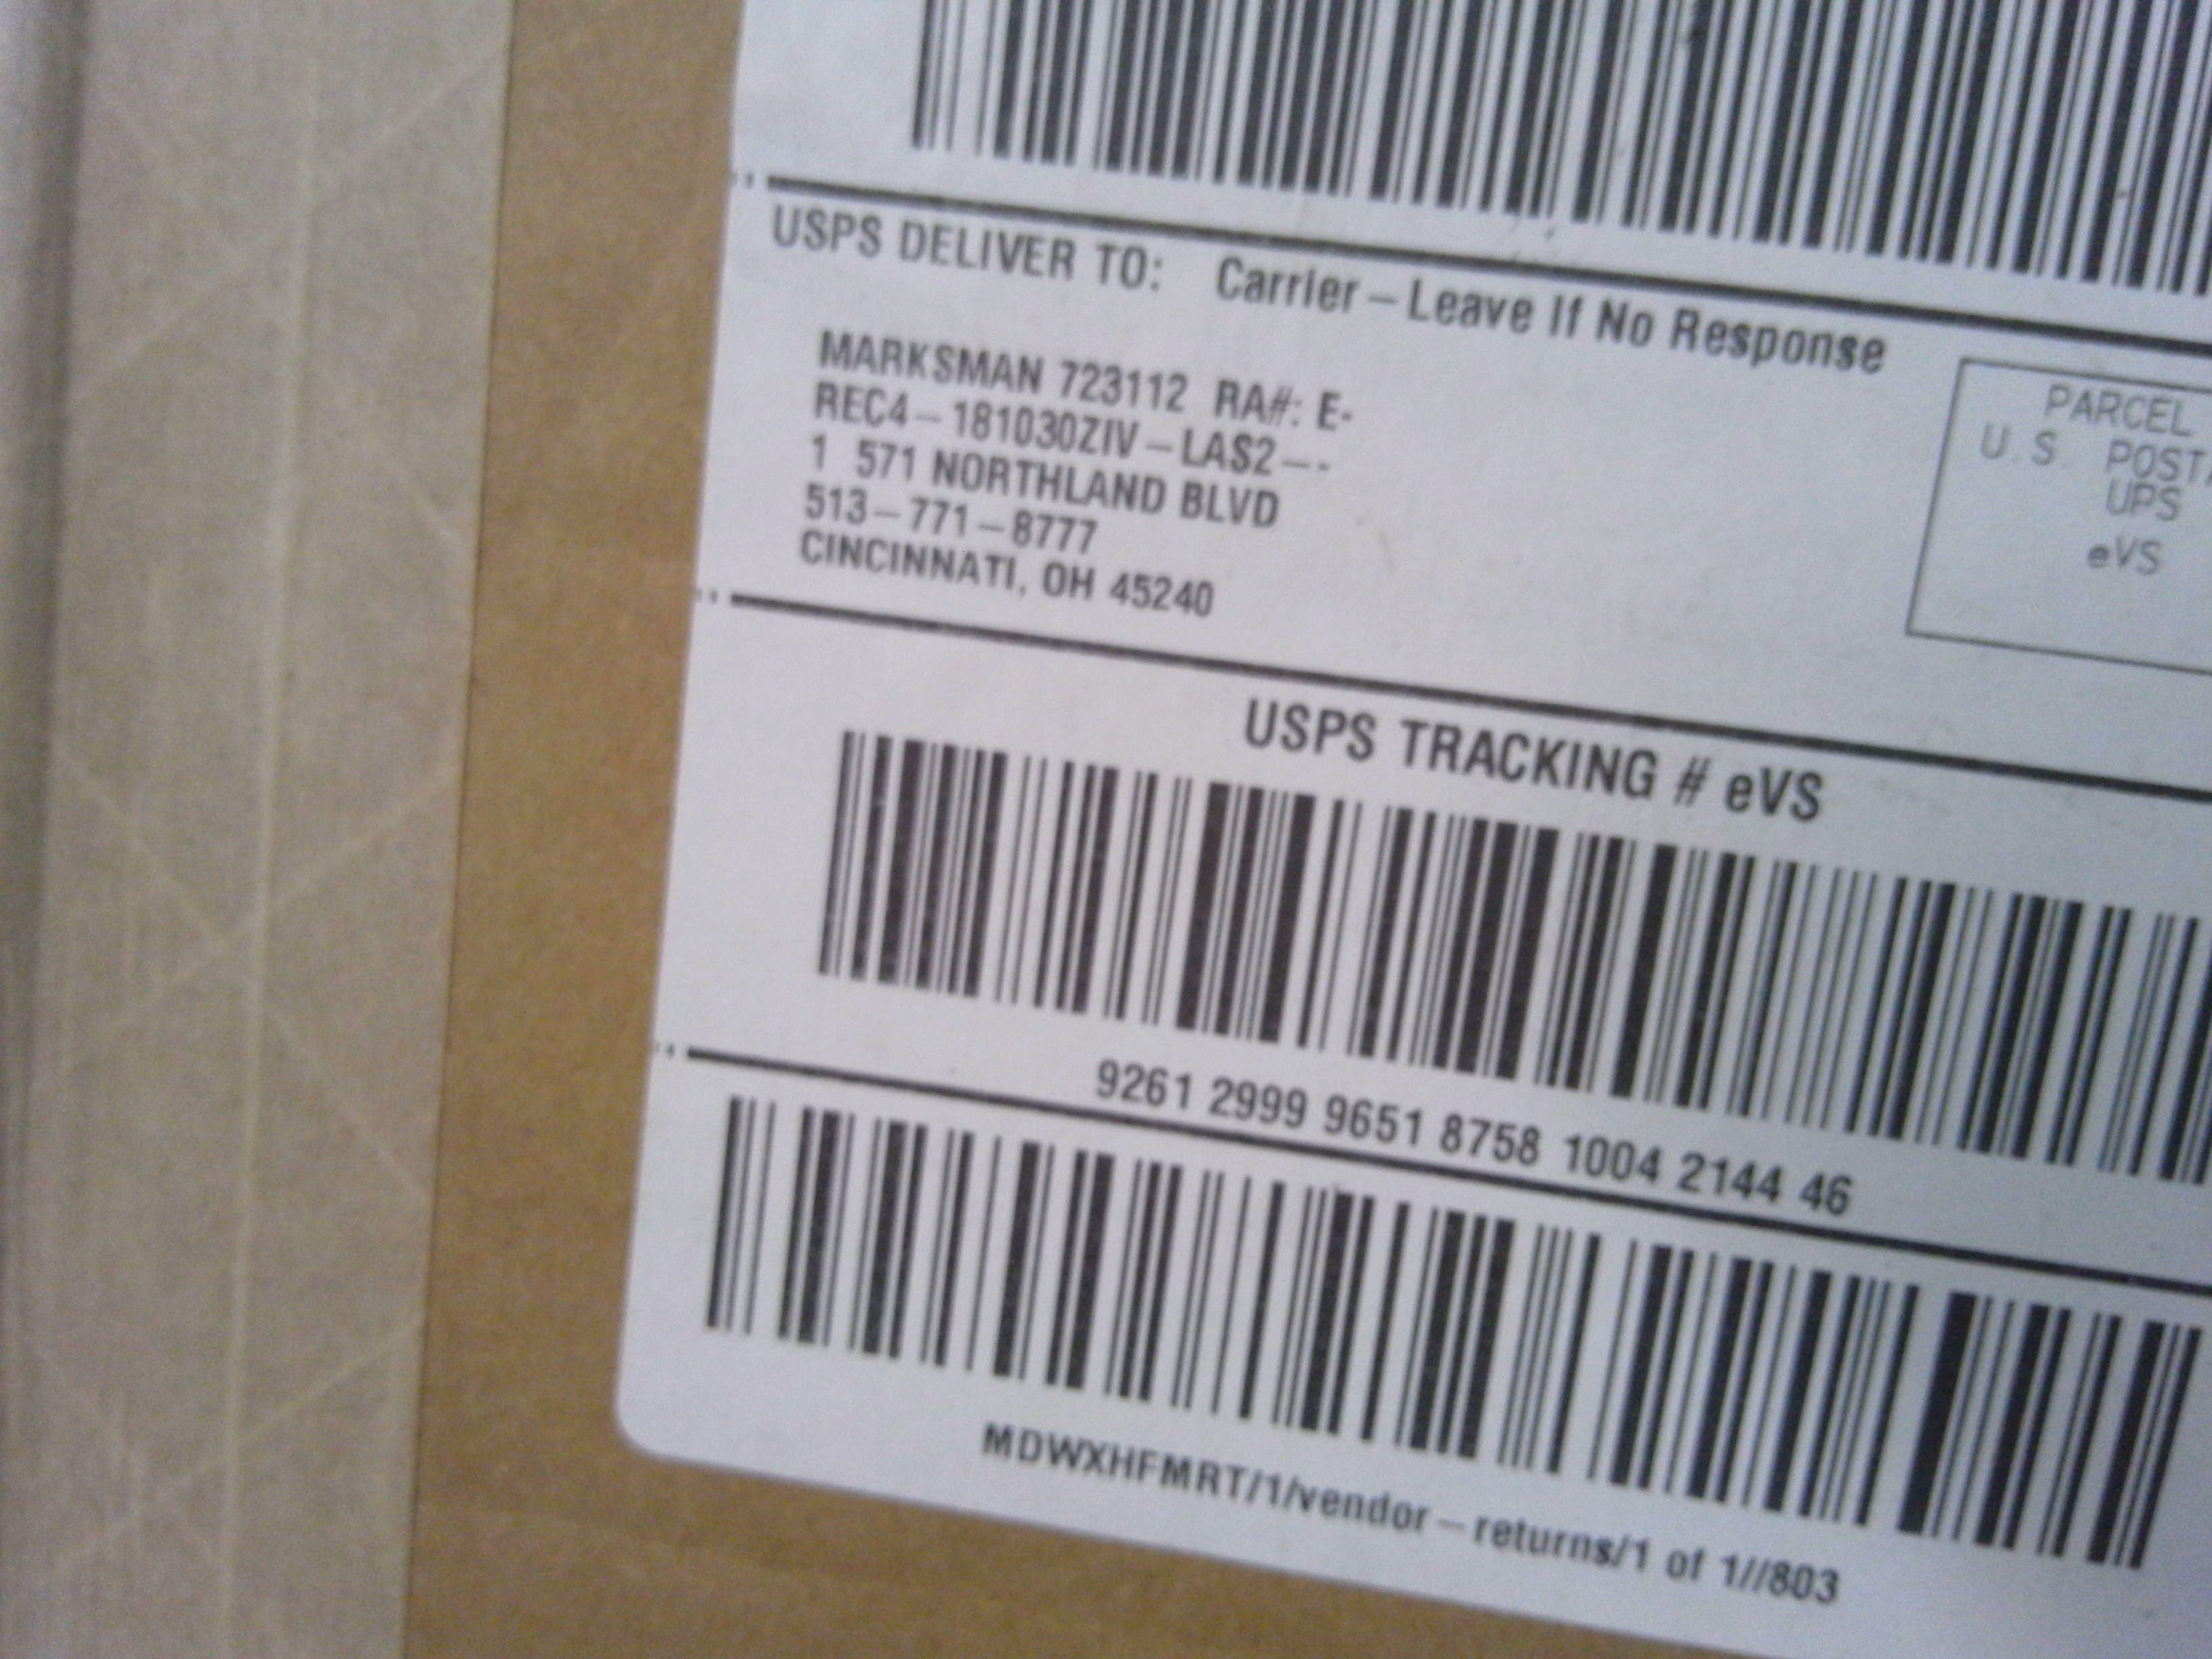 USPS DELIVER TO: Carrier – Leave If No Response
MARKSMAN 723112 RA#: E-
REC4 – 181030ZIV – LAS2 – -
1 571 NORTHLAND BLVD
513 – 771 – 8777
CINCINNATI, OH 45240
PARCEL
U.S. POST
UPS
eVS
USPS TRACKING # eVS
9261 2999 9651 8758 1004 2144 46
MDWXHFMRT/1/vendor – returns/1 of 1//803